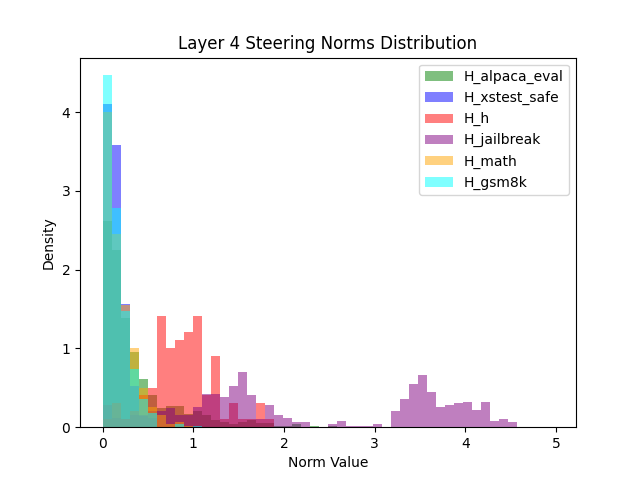 Layer 4 Steering Norms Distribution
H_alpaca_eval
H_xstest_safe
H_h
H_jailbreak
H_math
H_gsm8k
Density
4
3
2
1
0
0 1 2 3 4 5
Norm Value